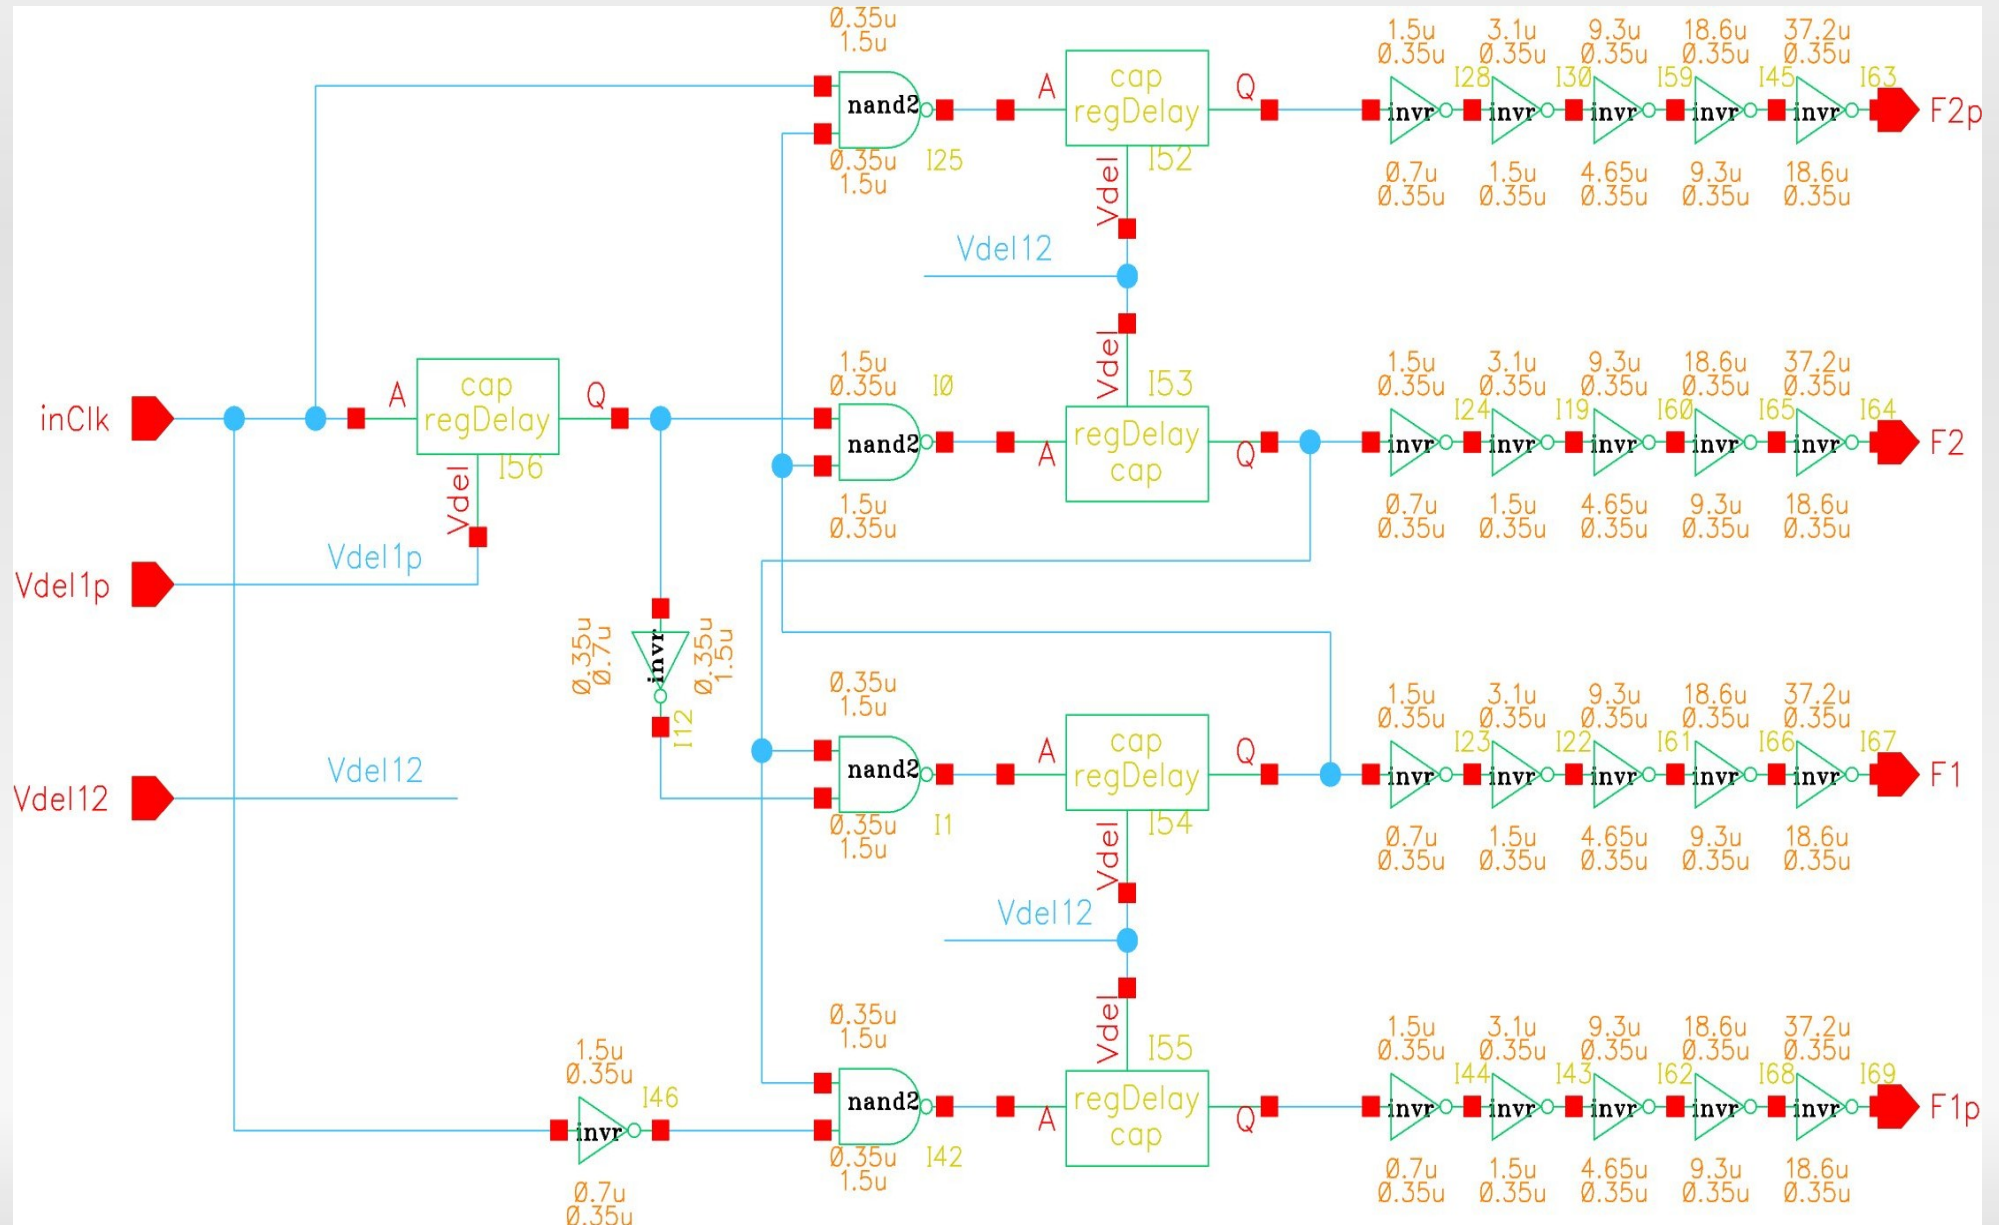 0.35u
1.5u
nand2
0.35u
1.5u
I25
A
cap
regDelay
Q
I52
Vdel
1.5u 3.1u 9.3u 18.6u 37.2u
0.35u 0.35u 0.35u 0.35u 0.35u
I28 I30 I59 I45 I63
invr invr invr invr invr
F2p
0.7u 1.5u 4.65u 9.3u 18.6u
0.35u 0.35u 0.35u 0.35u 0.35u
Vdel12
Vdel
inClk
A
cap
regDelay
Q
I56
Vdel
1.5u
0.35u
I0
nand2
1.5u
0.35u
I53
A
regDelay
cap
Q
1.5u 3.1u 9.3u 18.6u 37.2u
0.35u 0.35u 0.35u 0.35u 0.35u
I24 I19 I60 I65 I64
invr invr invr invr invr
F2
0.7u 1.5u 4.65u 9.3u 18.6u
0.35u 0.35u 0.35u 0.35u 0.35u
Vdel1p
Vdel1p
0.35u
0.7u
invr
0.35u
1.5u
I12
Vdel12
Vdel12
0.35u
1.5u
nand2
0.35u
1.5u
I1
A
cap
regDelay
Q
I54
Vdel
1.5u 3.1u 9.3u 18.6u 37.2u
0.35u 0.35u 0.35u 0.35u 0.35u
I23 I22 I61 I66 I67
invr invr invr invr invr
F1
0.7u 1.5u 4.65u 9.3u 18.6u
0.35u 0.35u 0.35u 0.35u 0.35u
Vdel12
Vdel
1.5u
0.35u
I46
invr
0.7u
0.35u
0.35u
1.5u
nand2
0.35u
1.5u
I42
I55
A
regDelay
cap
Q
1.5u 3.1u 9.3u 18.6u 37.2u
0.35u 0.35u 0.35u 0.35u 0.35u
I44 I43 I62 I68 I69
invr invr invr invr invr
F1p
0.7u 1.5u 4.65u 9.3u 18.6u
0.35u 0.35u 0.35u 0.35u 0.35u